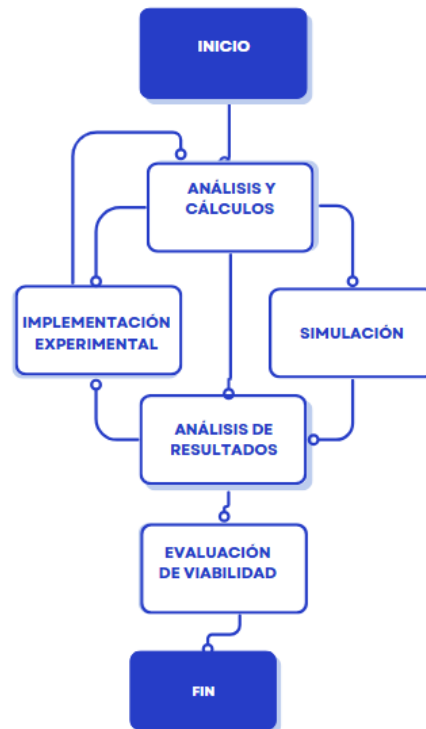 INICIO
ANÁLISIS Y
CÁLCULOS
IMPLEMENTACIÓN
EXPERIMENTAL
SIMULACIÓN
ANÁLISIS DE
RESULTADOS
EVALUACIÓN
DE VIABILIDAD
FIN